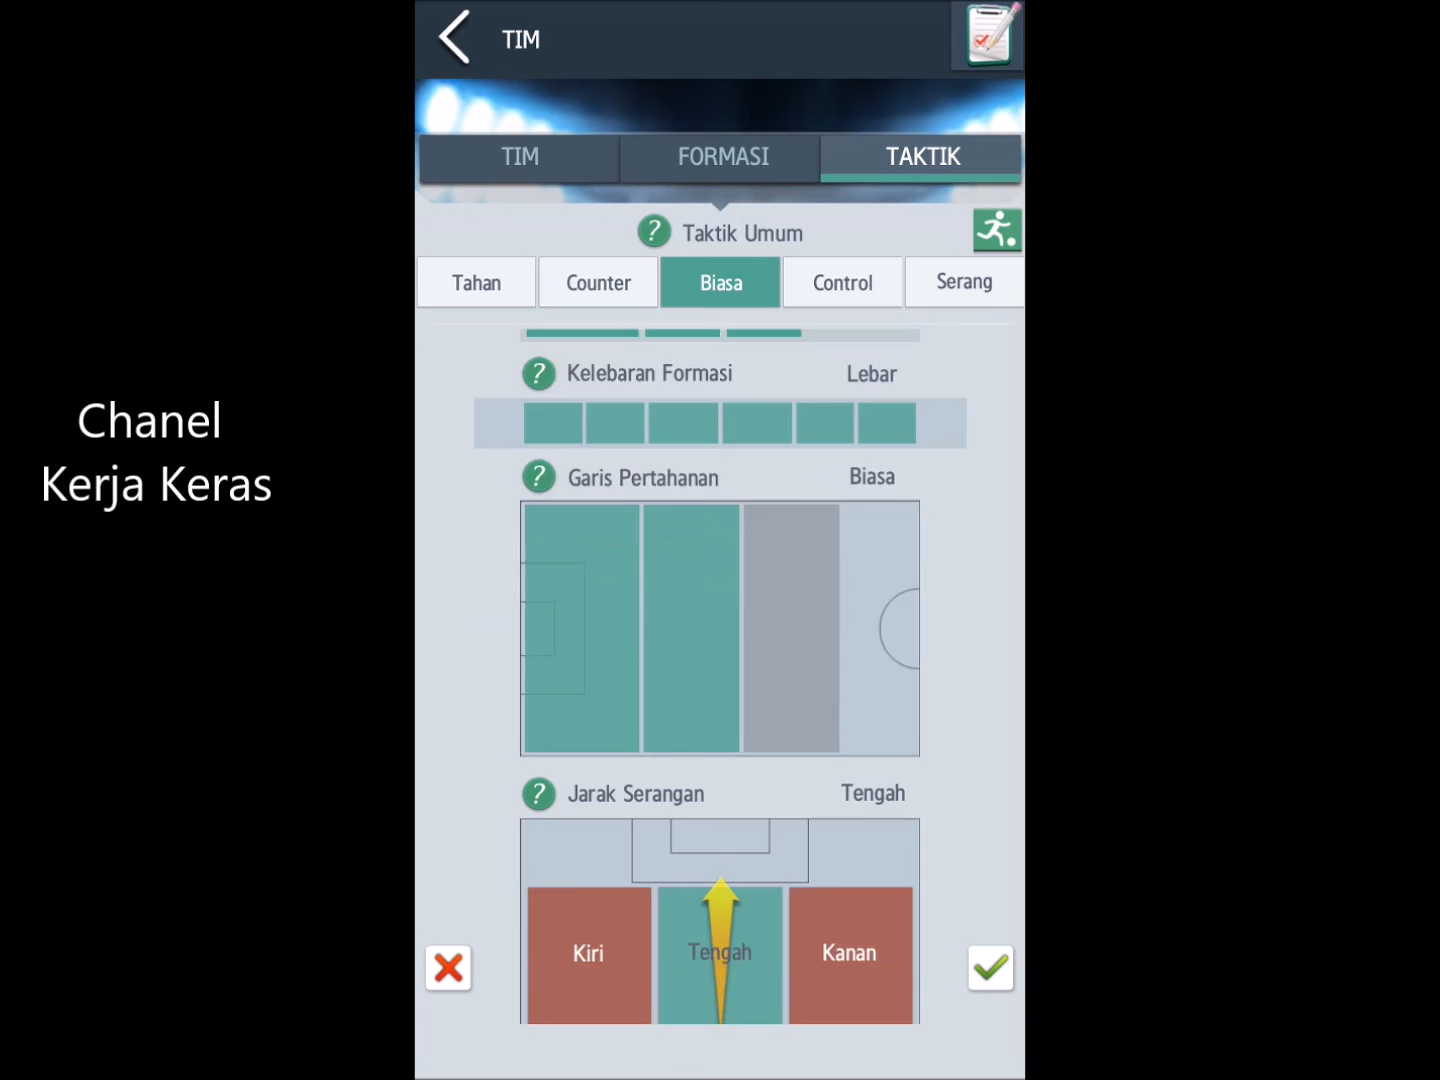 TIM
TIM
FORMASI
TAKTIK
? Taktik Umum
Tahan
Counter
Biasa
Control
Serang
? Kelebaran Formasi
Lebar
Chanel
Kerja Keras
? Garis Pertahanan
Biasa
? Jarak Serangan
Tengah
Kiri
Tengah
Kanan